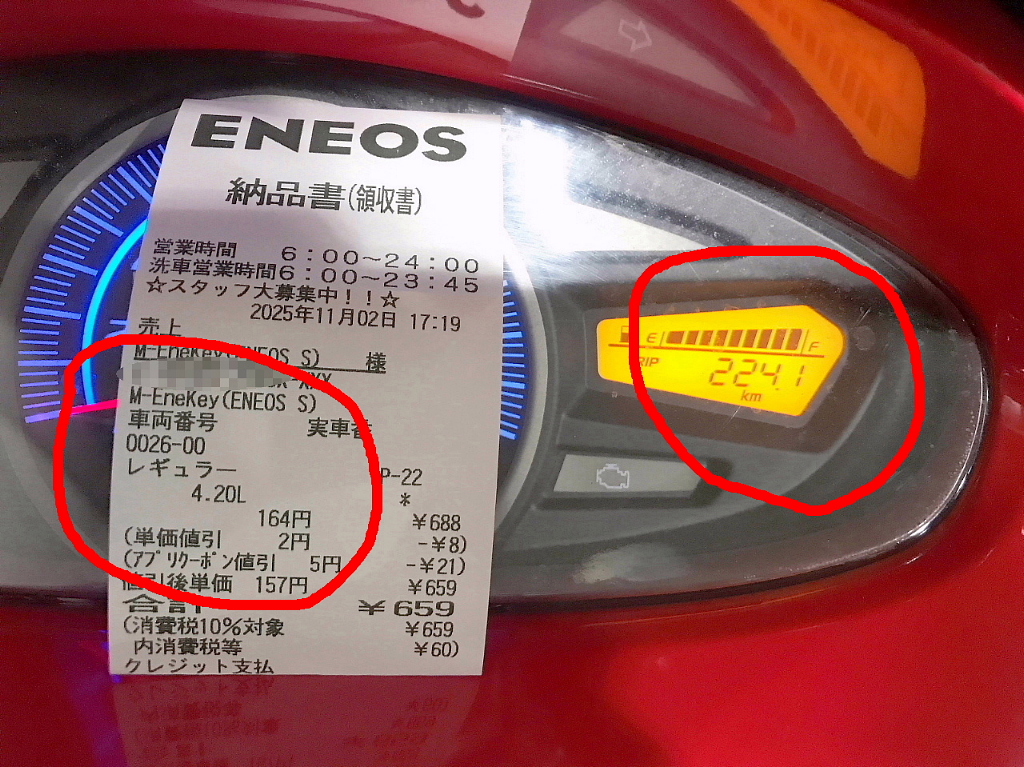 ENEOS
納品書(領収書)
営業時間 6:00~24:00
洗車営業時間6:00~23:45
☆スタッフ大募集中!!☆
2025年11月02日 17:19
売上
M-EneKey(ENEOS S) 様
M-EneKey(ENEOS S)
車両番号 実車番
0026-00
レギュラー P-22
4.20L *
164円 ¥688
(単価値引 2円 -¥8)
(アプリクーポン値引 5円 -¥21)
値引後単価 157円 ¥659
合計 ¥659
(消費税10%対象 ¥659
内消費税等 ¥60)
クレジット支払
E F
TRIP 224.1
km